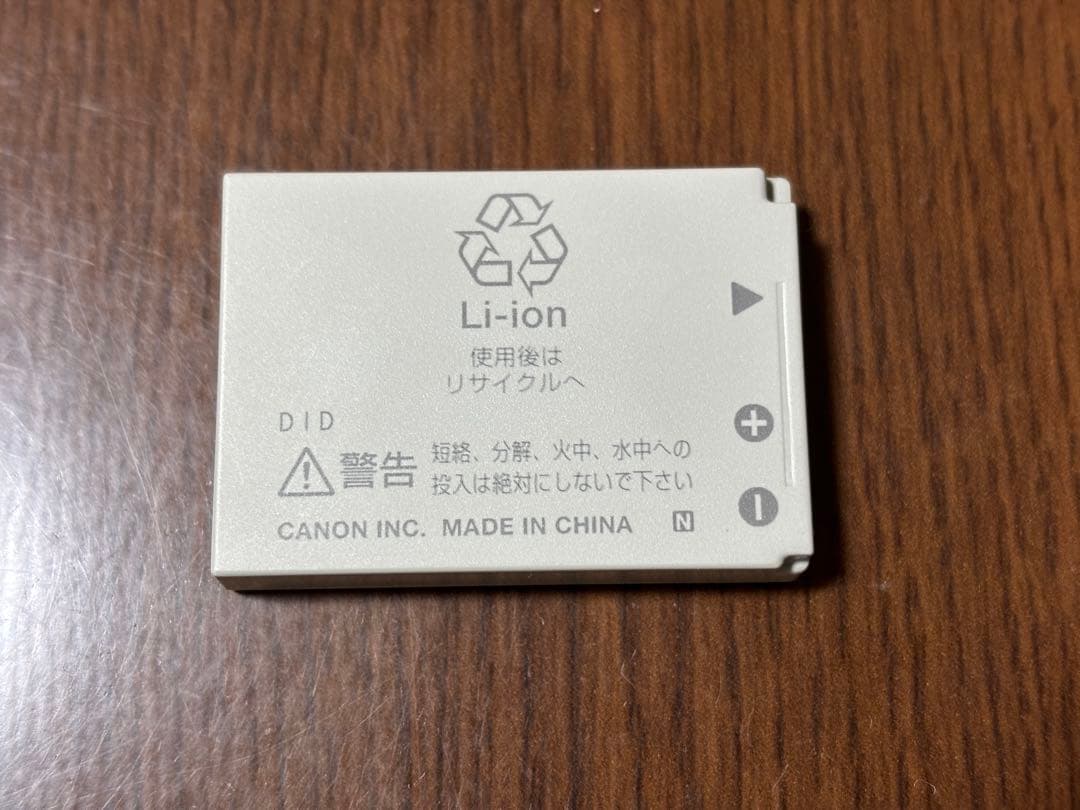 Li-ion
使用後は
リサイクルへ
DID
警告 短絡、分解、火中、水中への
投入は絶対にしないで下さい
CANON INC. MADE IN CHINA N